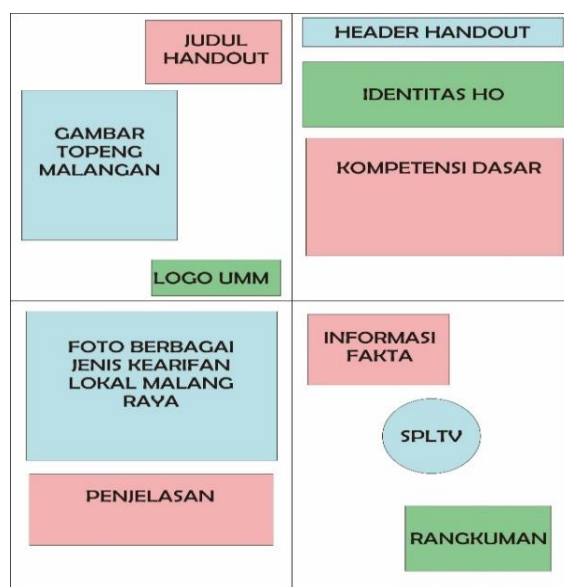 JUDUL
HANDOUT
GAMBAR
TOPENG
MALANGAN
LOGO UMM
HEADER HANDOUT
IDENTITAS HO
KOMPETENSI DASAR
FOTO BERBAGAI
JENIS KEARIFAN
LOKAL MALANG
RAYA
PENJELASAN
INFORMASI
FAKTA
SPLTV
RANGKUMAN